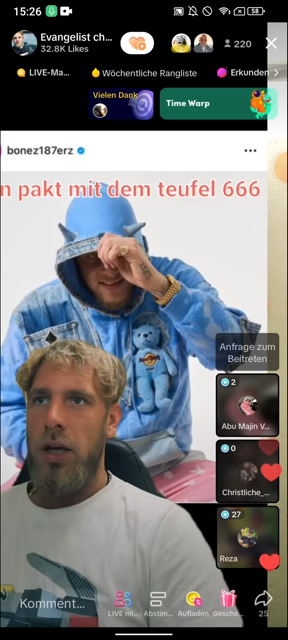 15:26
58
Evangelist ch...
32.8K Likes
220
LIVE-Ma...
Wöchentliche Rangliste
Erkunden
Vielen Dank
Time Warp
bonez187erz
n pakt mit dem teufel 666
Anfrage zum
Beitreten
2
Abu Majin V...
0
Christliche_...
27
Reza
Komment...
LIVE mi...
Abstim...
Aufladen
Gesche...
2S